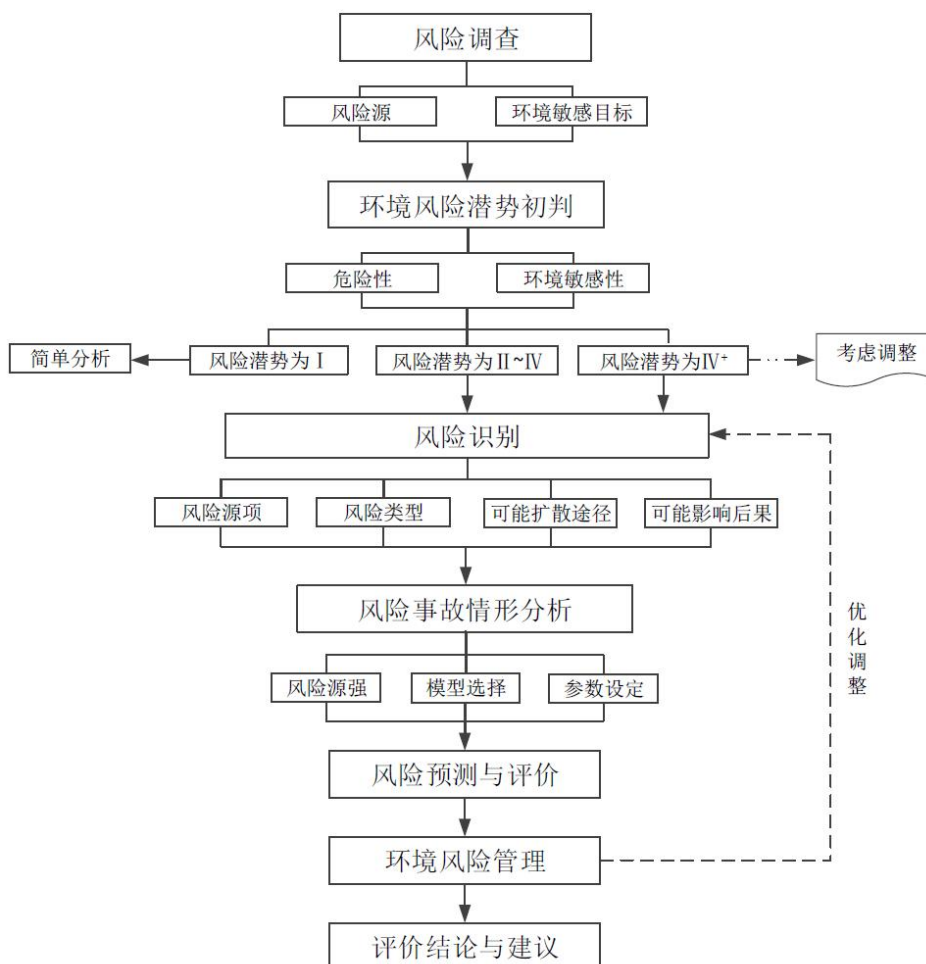 风险调查
风险源
环境敏感目标
环境风险潜势初判
危险性
环境敏感性
简单分析
风险潜势为Ⅰ
风险潜势为Ⅱ~Ⅳ
风险潜势为Ⅳ⁺
考虑调整
风险识别
风险源项
风险类型
可能扩散途径
可能影响后果
风险事故情形分析
优化调整
风险源强
模型选择
参数设定
风险预测与评价
环境风险管理
评价结论与建议